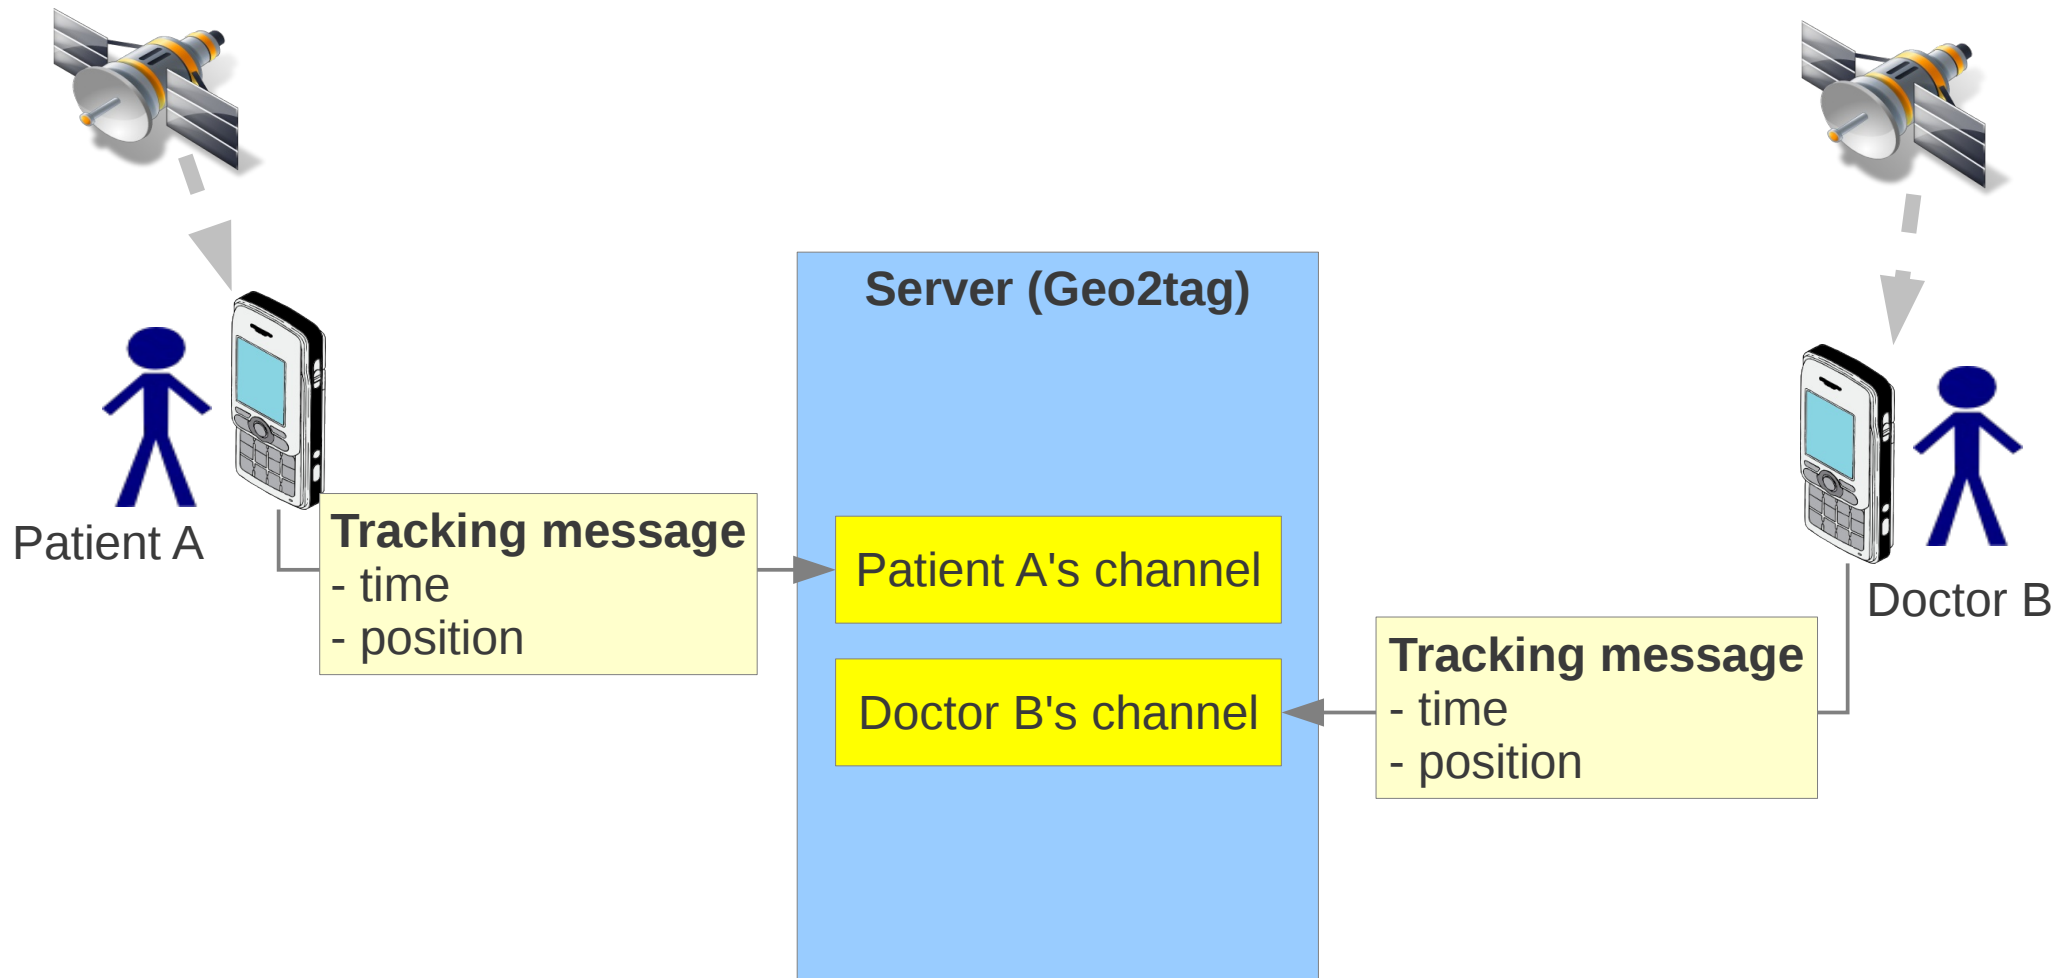 Server (Geo2tag)
Patient A
Tracking message
- time
- position
Patient A's channel
Doctor B's channel
Doctor B
Tracking message
- time
- position